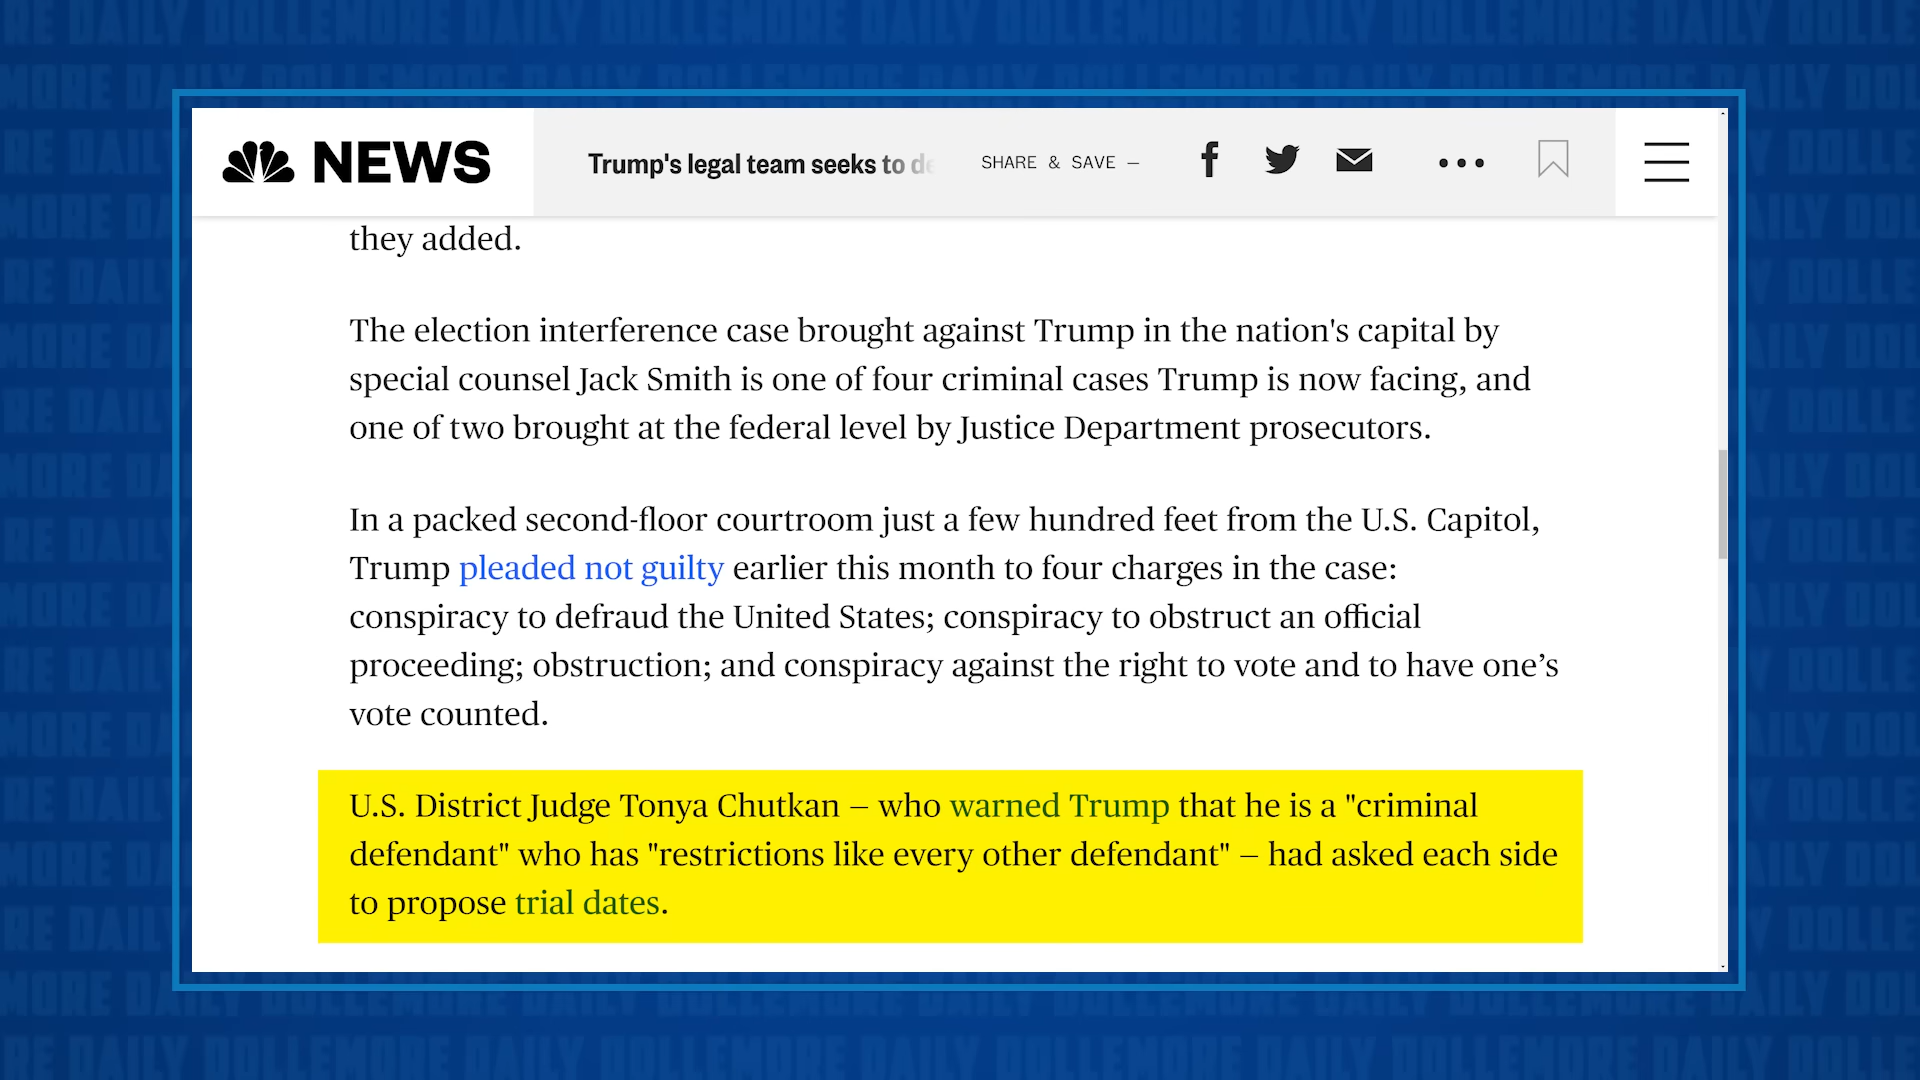 NEWS
Trump's legal team seeks to de
SHARE & SAVE —
they added.
The election interference case brought against Trump in the nation's capital by
special counsel Jack Smith is one of four criminal cases Trump is now facing, and
one of two brought at the federal level by Justice Department prosecutors.
In a packed second-floor courtroom just a few hundred feet from the U.S. Capitol,
Trump pleaded not guilty earlier this month to four charges in the case:
conspiracy to defraud the United States; conspiracy to obstruct an official
proceeding; obstruction; and conspiracy against the right to vote and to have one’s
vote counted.
U.S. District Judge Tonya Chutkan — who warned Trump that he is a "criminal
defendant" who has "restrictions like every other defendant" — had asked each side
to propose trial dates.